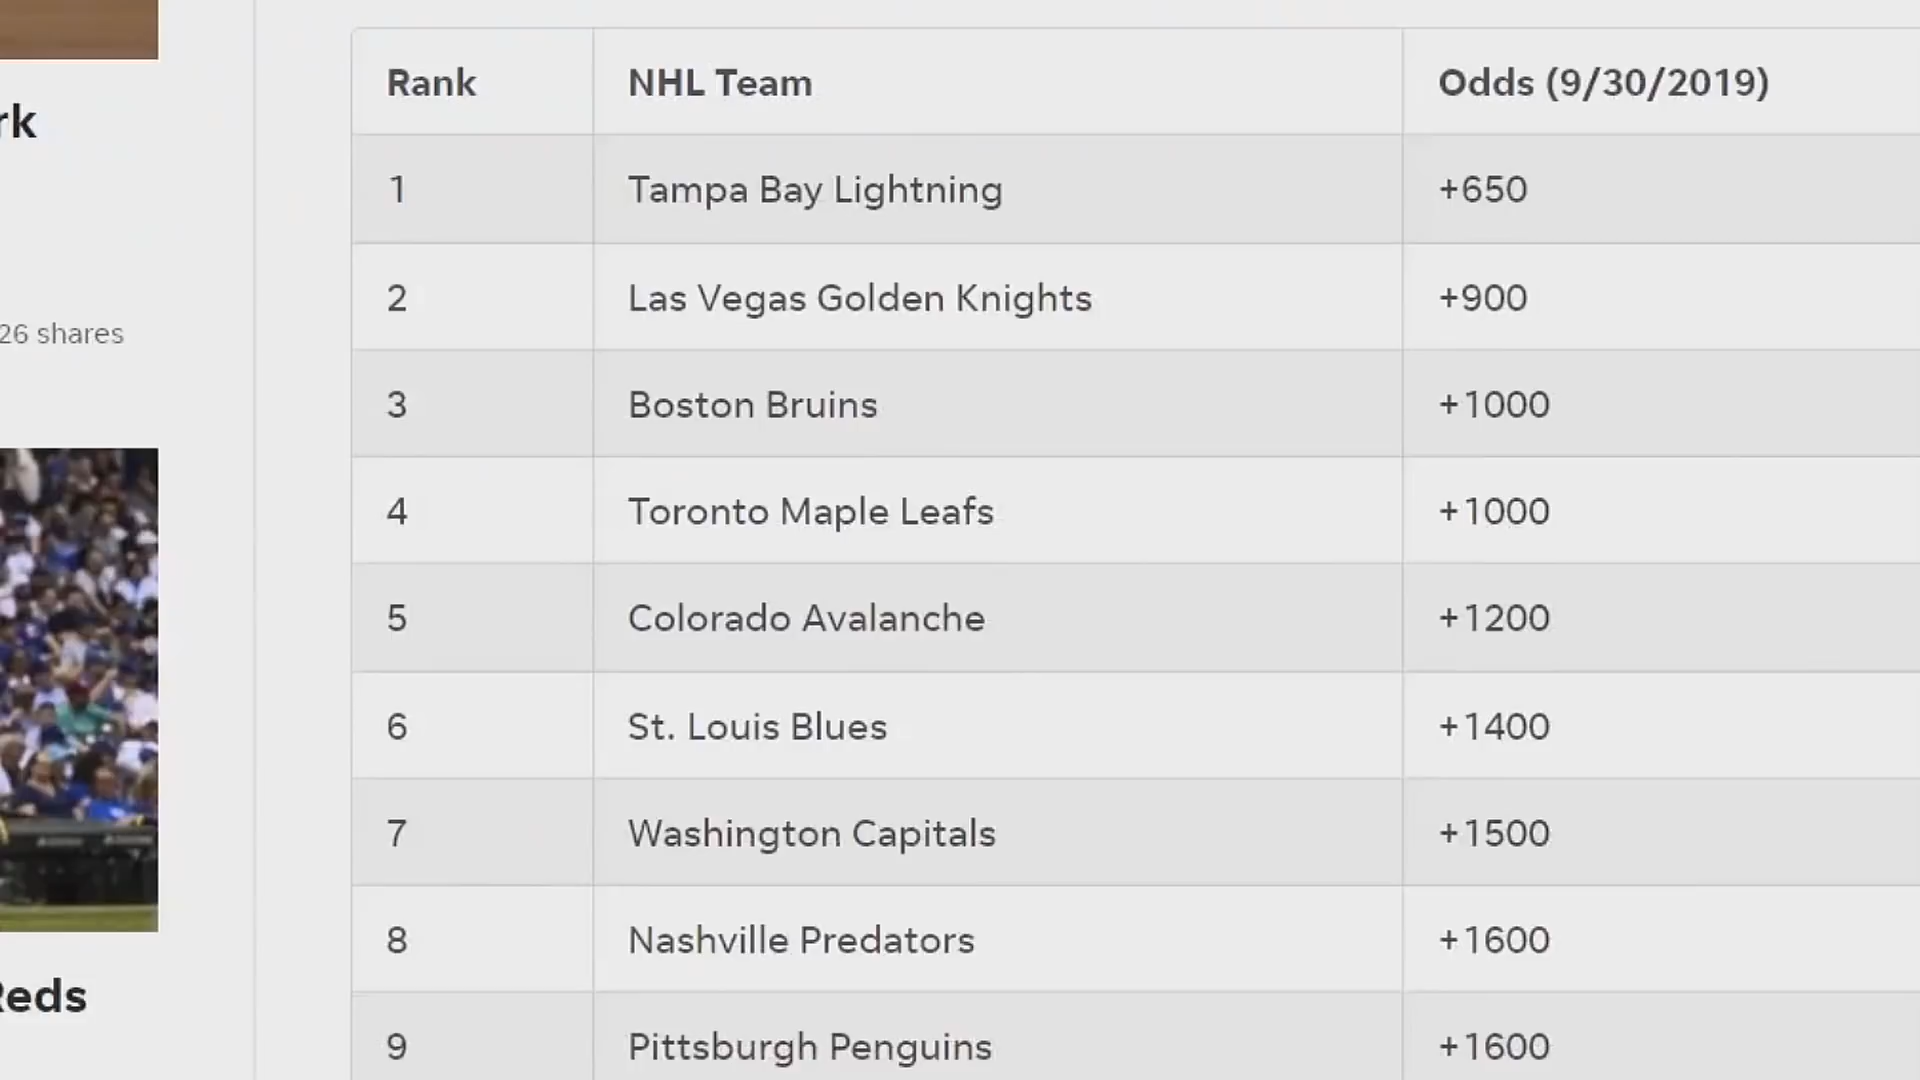 rk
26 shares
Reds
Rank NHL Team Odds (9/30/2019)
1 Tampa Bay Lightning +650
2 Las Vegas Golden Knights +900
3 Boston Bruins +1000
4 Toronto Maple Leafs +1000
5 Colorado Avalanche +1200
6 St. Louis Blues +1400
7 Washington Capitals +1500
8 Nashville Predators +1600
9 Pittsburgh Penguins +1600